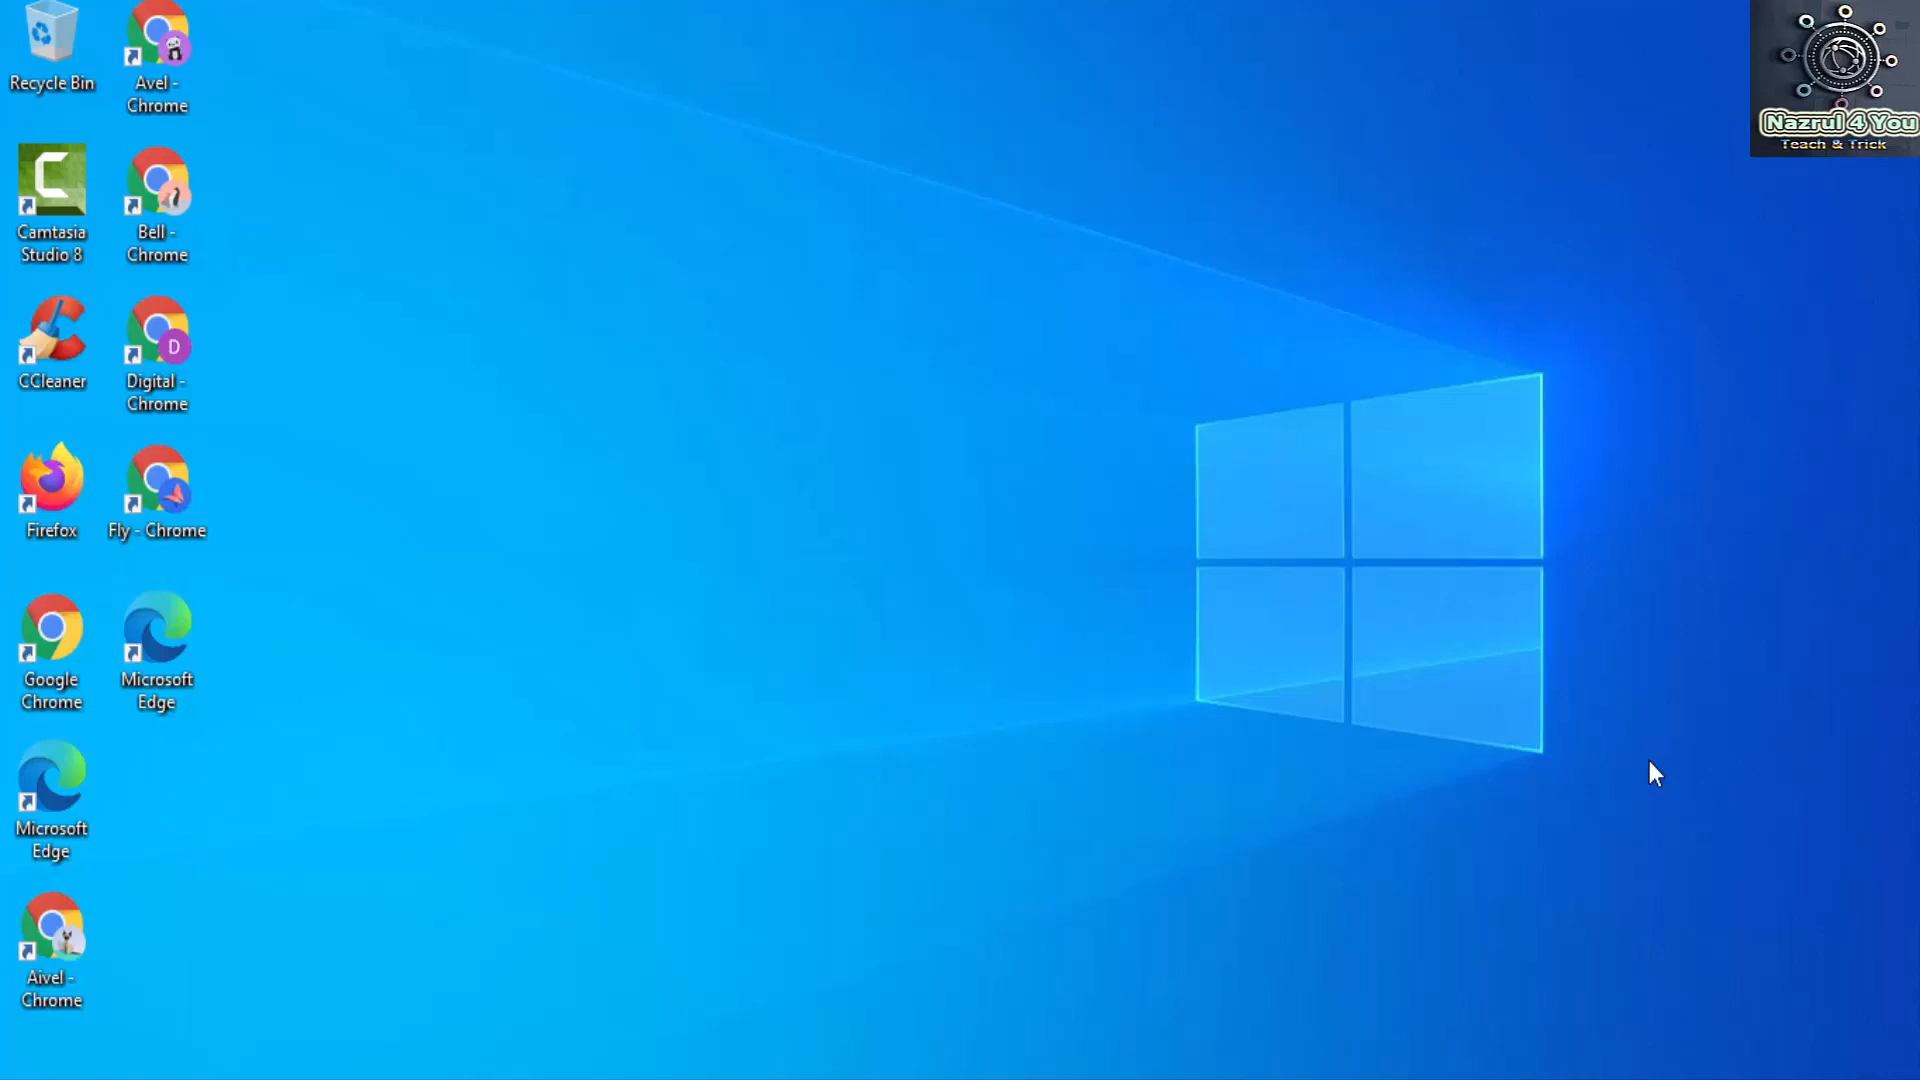 Recycle Bin
Avel -
Chrome
Camtasia
Studio 8
Bell -
Chrome
CCleaner
Digital -
Chrome
D
Firefox
Fly - Chrome
Google
Chrome
Microsoft
Edge
Microsoft
Edge
Aivel -
Chrome
Nazrul 4 You
Teach & Trick